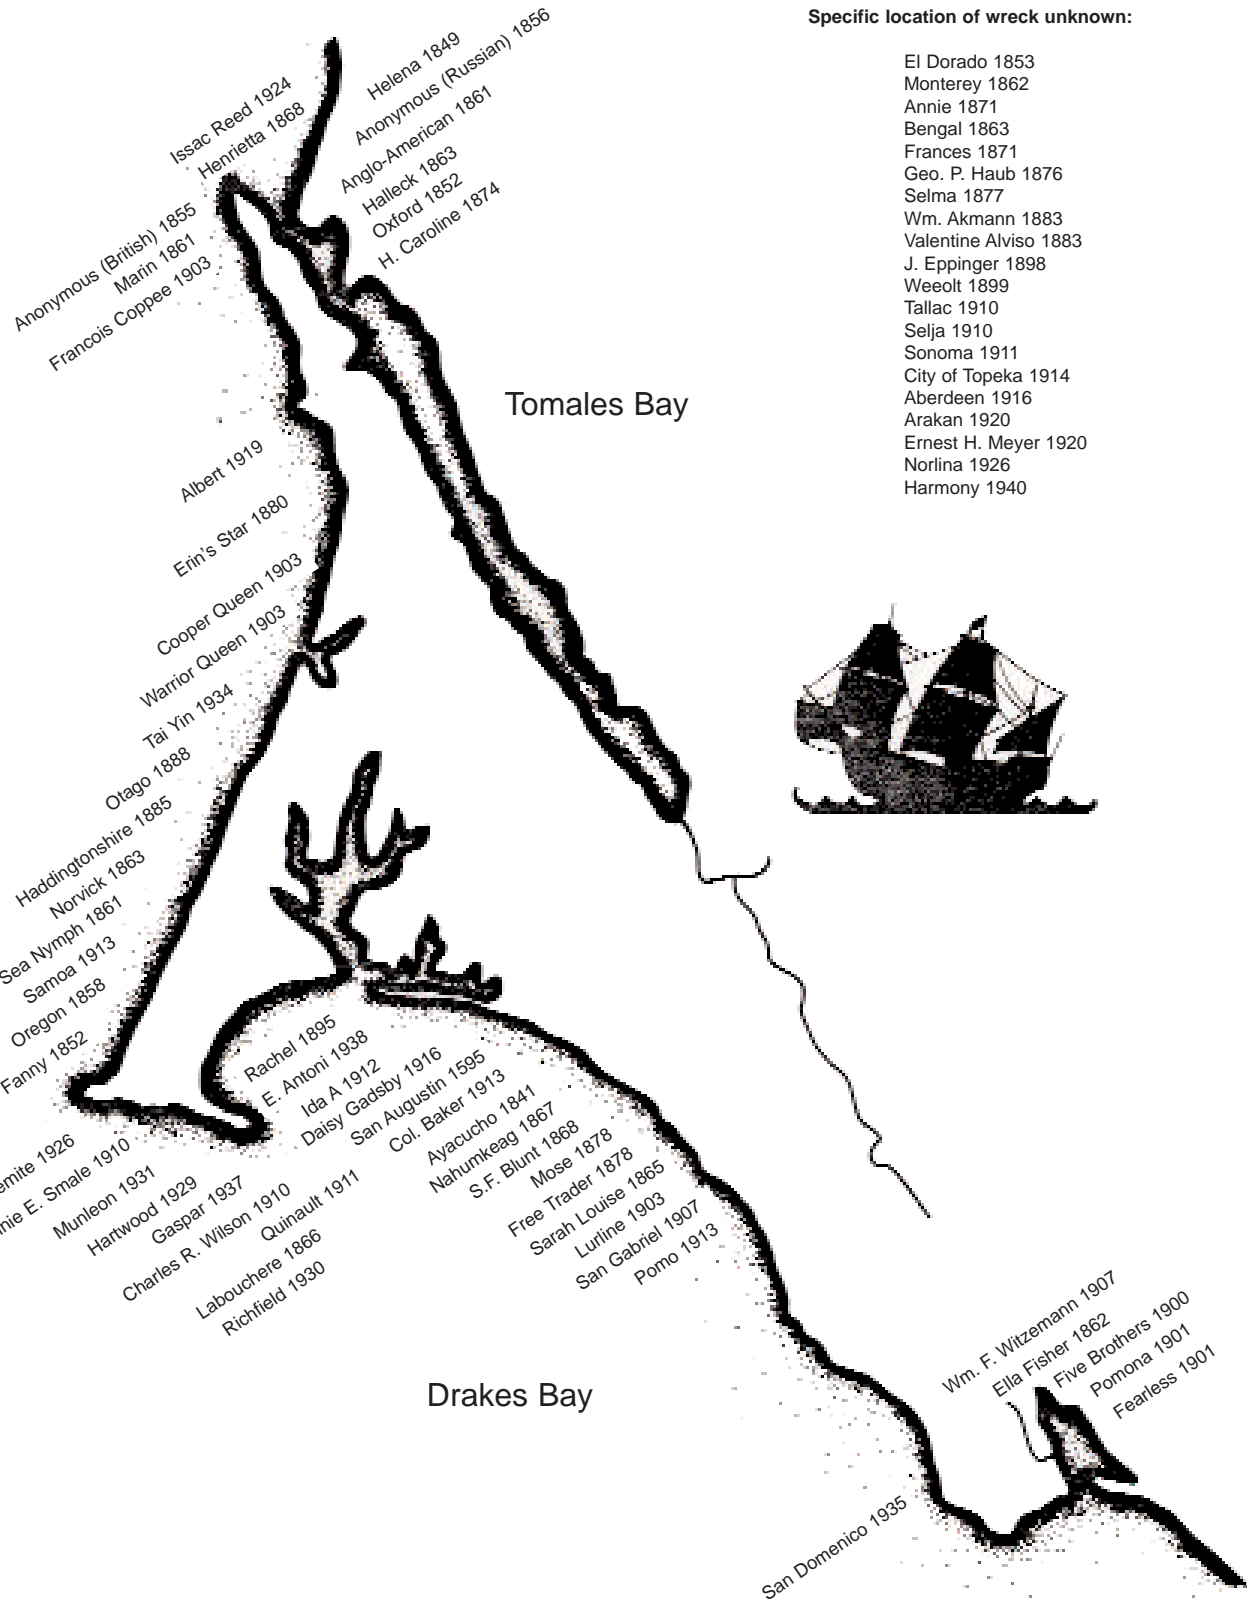 Specific location of wreck unknown:
El Dorado 1853
Monterey 1862
Annie 1871
Bengal 1863
Frances 1871
Geo. P. Haub 1876
Selma 1877
Wm. Akmann 1883
Valentine Alviso 1883
J. Eppinger 1898
Weeolt 1899
Tallac 1910
Selja 1910
Sonoma 1911
City of Topeka 1914
Aberdeen 1916
Arakan 1920
Ernest H. Meyer 1920
Norlina 1926
Harmony 1940
Helena 1849
Anonymous (Russian) 1856
Anglo-American 1861
Halleck 1863
Oxford 1852
H. Caroline 1874
Issac Reed 1924
Henrietta 1868
Anonymous (British) 1855
Marin 1861
Francois Coppee 1903
Tomales Bay
Albert 1919
Erin's Star 1880
Cooper Queen 1903
Warrior Queen 1903
Tai Yin 1934
Otago 1888
Haddingtonshire 1885
Norvick 1863
Sea Nymph 1861
Samoa 1913
Oregon 1858
Fanny 1852
emite 1926
nie E. Smale 1910
Munleon 1931
Hartwood 1929
Gaspar 1937
Charles R. Wilson 1910
Quinault 1911
Labouchere 1866
Richfield 1930
Rachel 1895
E. Antoni 1938
Ida A 1912
Daisy Gadsby 1916
San Augustin 1595
Col. Baker 1913
Ayacucho 1841
Nahumkeag 1867
S.F. Blunt 1868
Mose 1878
Free Trader 1878
Sarah Louise 1865
Lurline 1903
San Gabriel 1907
Pomo 1913
Drakes Bay
Wm. F. Witzemann 1907
Ella Fisher 1862
Five Brothers 1900
Pomona 1901
Fearless 1901
San Domenico 1935